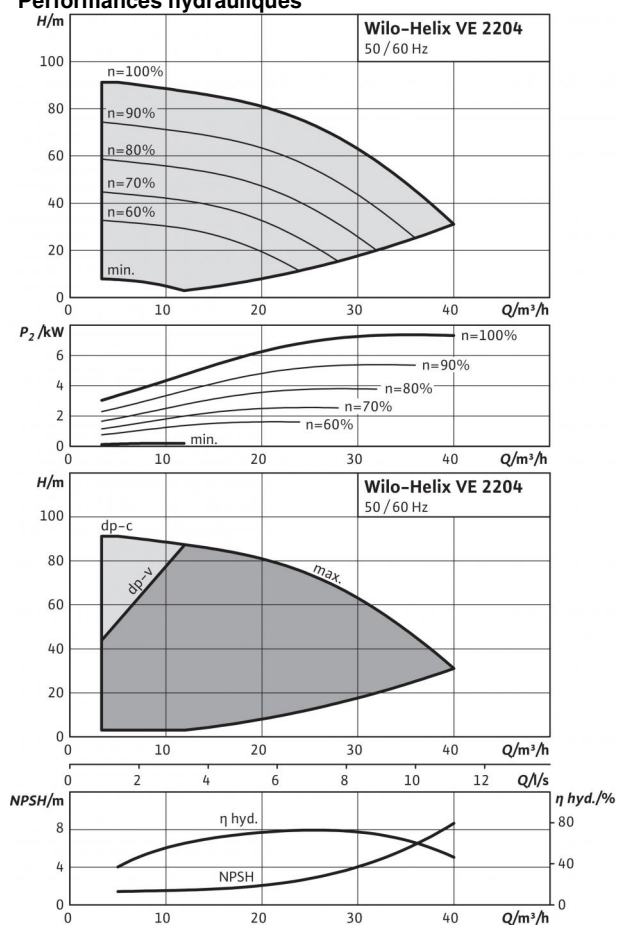 Performances hydrauliques
H/m
Wilo-Helix VE 2204
50 / 60 Hz
100
n=100%
80
n=90%
60
n=80%
40
n=70%
n=60%
20
min.
0
0 10 20 30 40 Q/m³/h
P₂ /kW
n=100%
6
n=90%
4
n=80%
2
n=70%
n=60%
min.
0
0 10 20 30 40 Q/m³/h
H/m
Wilo-Helix VE 2204
50 / 60 Hz
100
dp-c
80
dp-v
max.
60
40
20
0
0 10 20 30 40 Q/m³/h
0 2 4 6 8 10 12 Q/l/s
NPSH/m
η hyd./%
η hyd.
8
80
4
40
NPSH
0
0
0 10 20 30 40 Q/m³/h